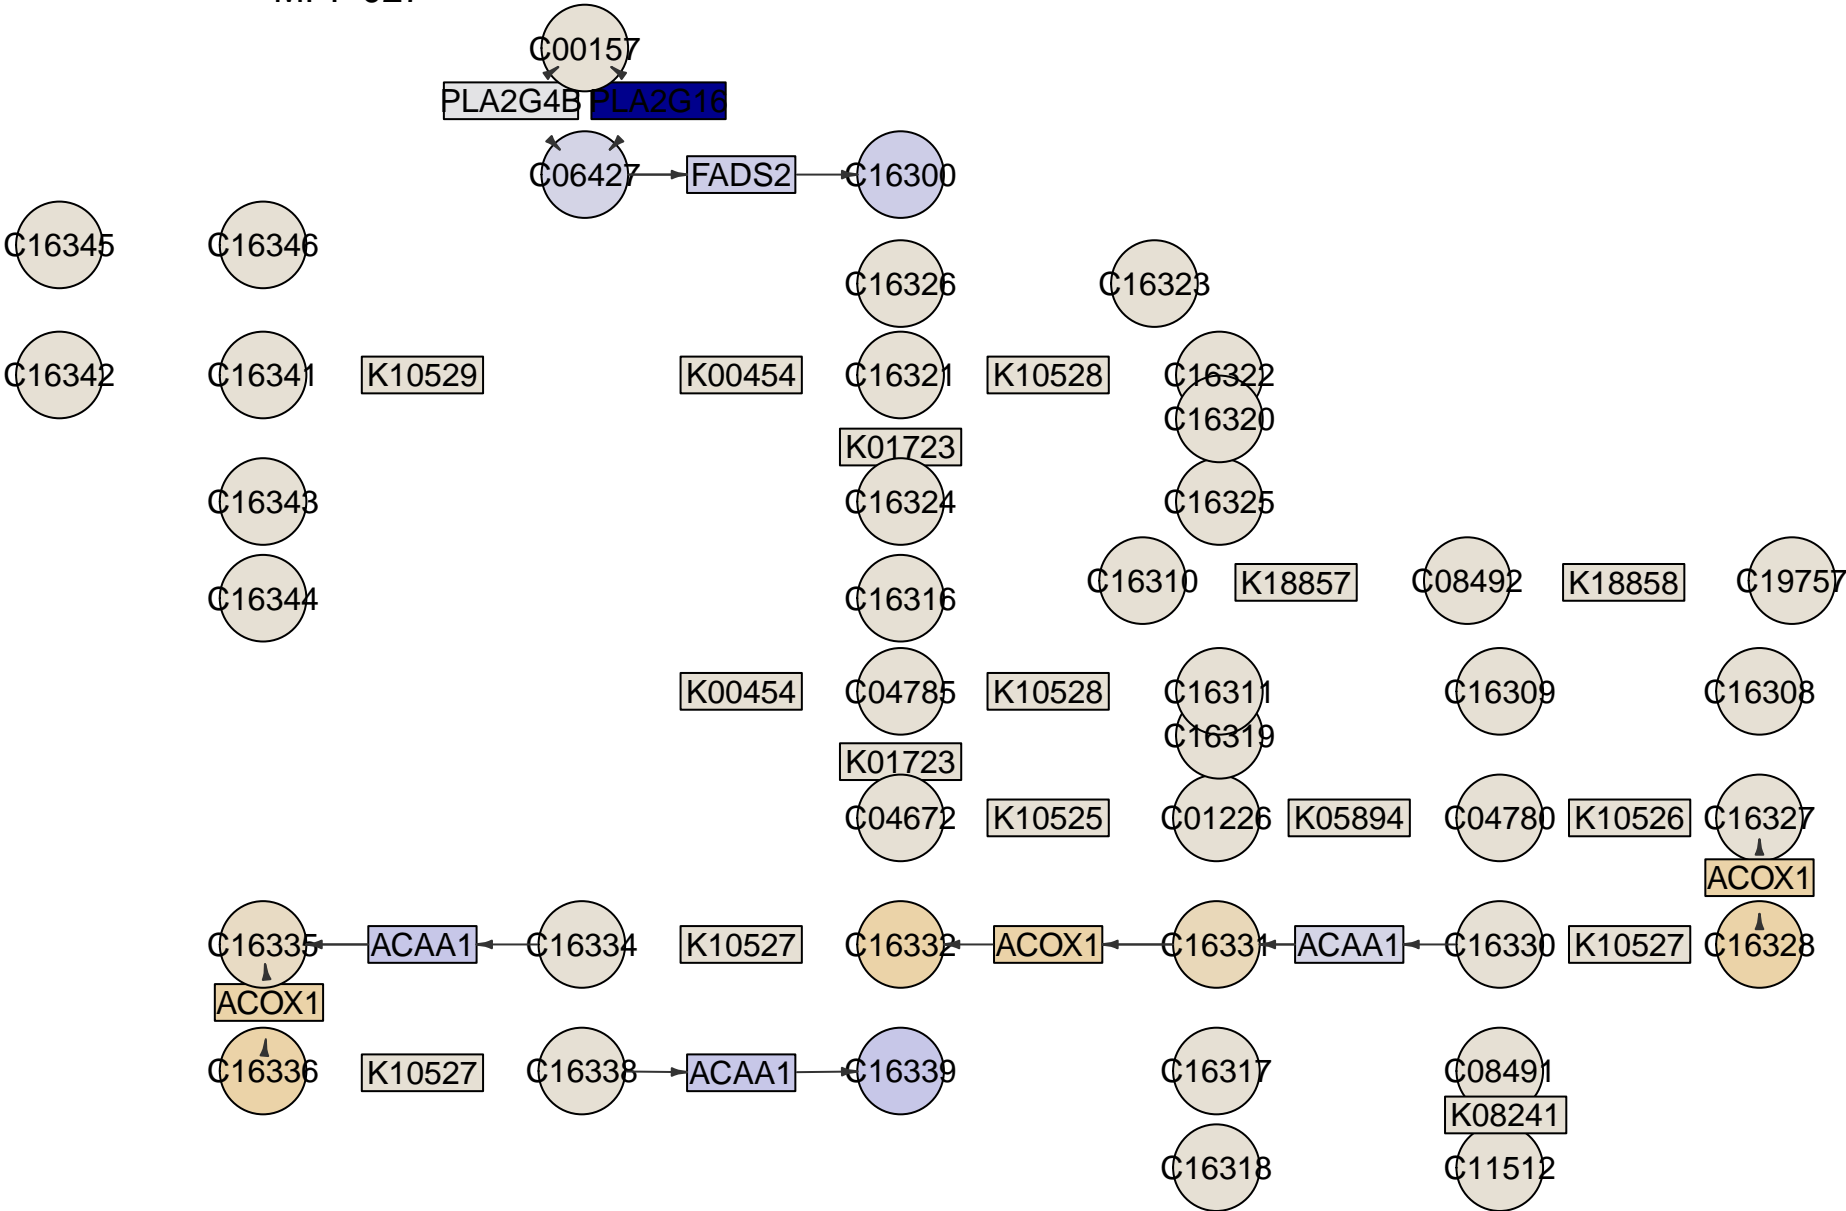 C00157
PLA2G4B PLA2G16
C06427 FADS2 C16300
C16345 C16346
C16326 C16323
C16342 C16341 K10529 K00454 C16321 K10528 C16322
C16320
K01723
C16343 C16324 C16325
C16310 K18857 C08492 K18858 C19757
C16344 C16316
K00454 C04785 K10528 C16311 C16309 C16308
C16319
K01723
C04672 K10525 C01226 K05894 C04780 K10526 C16327
ACOX1
C16335 ACAA1 C16334 K10527 C16332 ACOX1 C16331 ACAA1 C16330 K10527 C16328
ACOX1
C16336 K10527 C16338 ACAA1 C16339 C16317 C08491
K08241
C16318 C11512